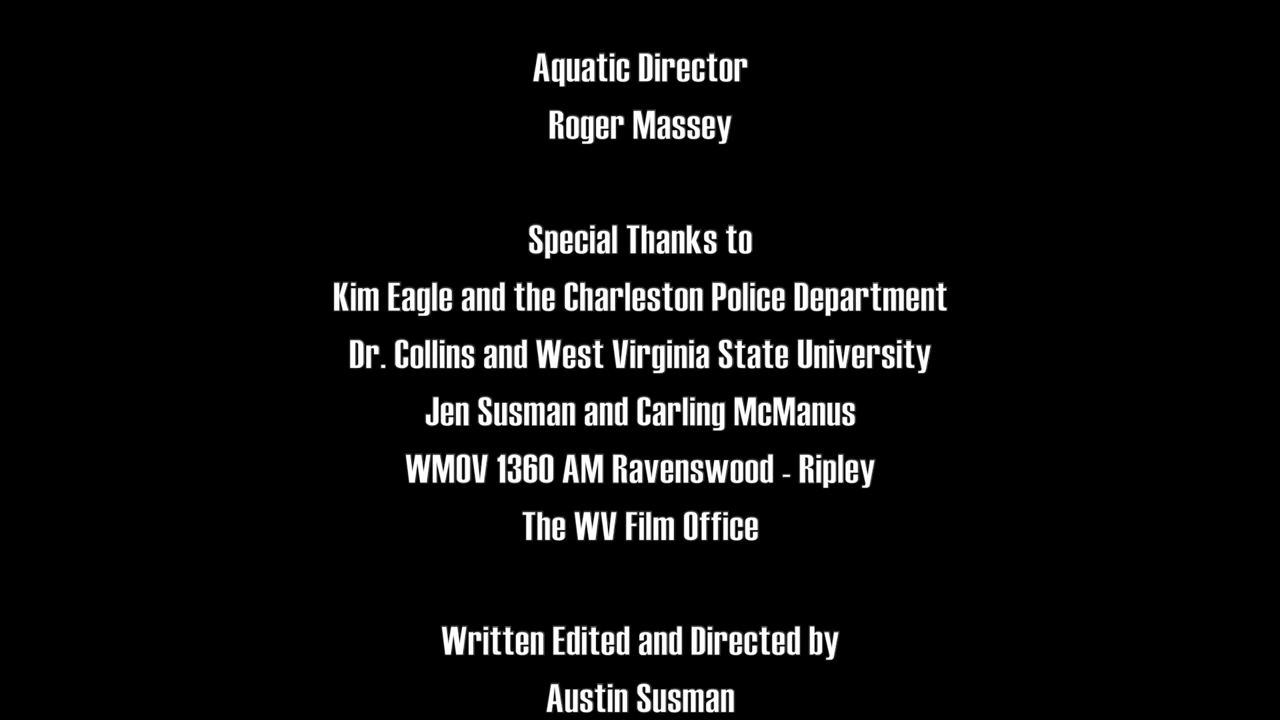 Aquatic Director
Roger Massey
Special Thanks to
Kim Eagle and the Charleston Police Department
Dr. Collins and West Virginia State University
Jen Susman and Carling McManus
WMOV 1360 AM Ravenswood - Ripley
The WV Film Office
Written Edited and Directed by
Austin Susman